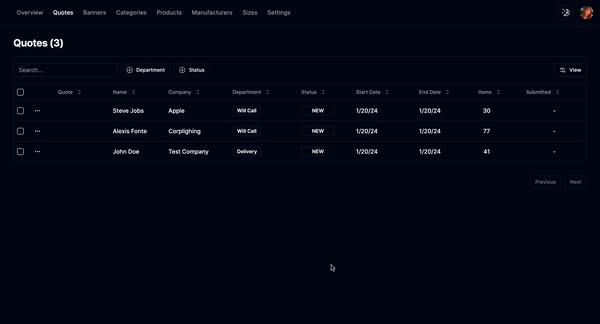 Overview Quotes Banners Categories Products Manufacturers Sizes Settings
Quotes (3)
Search... Department Status View
Quote Name Company Department Status Start Date End Date Items Submitted
Steve Jobs Apple Will Call NEW 1/20/24 1/20/24 30 -
Alexis Fonte Corplighing Will Call NEW 1/20/24 1/20/24 77 -
John Doe Test Company Delivery NEW 1/20/24 1/20/24 41 -
Previous Next